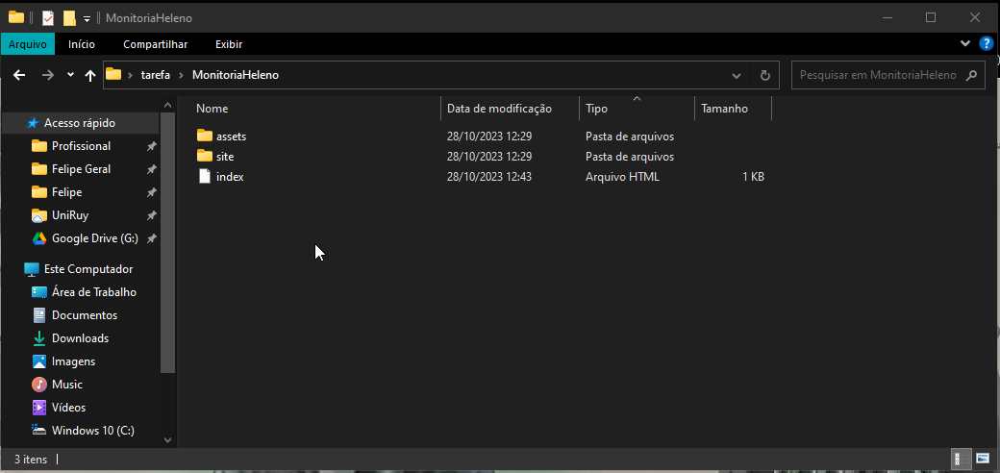 MonitoriaHeleno
Arquivo Início Compartilhar Exibir
tarefa MonitoriaHeleno
Pesquisar em MonitoriaHeleno
Nome Data de modificação Tipo Tamanho
Acesso rápido
Profissional
Felipe Geral
Felipe
UniRuy
Google Drive (G:)
Este Computador
Área de Trabalho
Documentos
Downloads
Imagens
Music
Vídeos
Windows 10 (C:)
assets 28/10/2023 12:29 Pasta de arquivos
site 28/10/2023 12:29 Pasta de arquivos
index 28/10/2023 12:43 Arquivo HTML 1 KB
3 itens